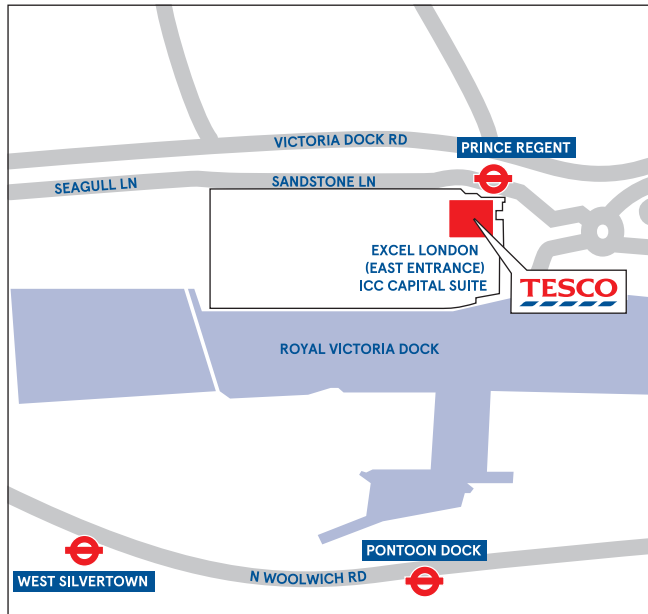 VICTORIA DOCK RD
PRINCE REGENT
SEAGULL LN
SANDSTONE LN
EXCEL LONDON
(EAST ENTRANCE)
ICC CAPITAL SUITE
TESCO
ROYAL VICTORIA DOCK
PONTOON DOCK
WEST SILVERTOWN
N WOOLWICH RD